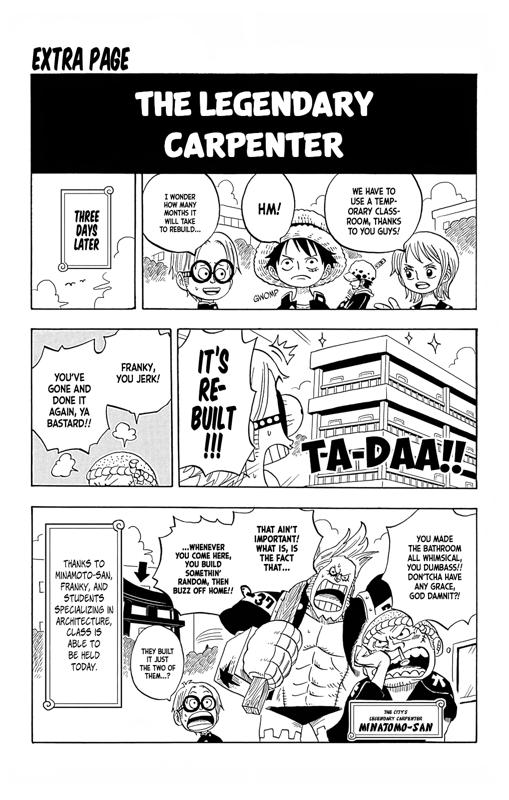 EXTRA PAGE
THE LEGENDARY
CARPENTER
THREE
DAYS
LATER
I WONDER
HOW MANY
MONTHS IT
WILL TAKE
TO REBUILD...
HM!
GWOMP
WE HAVE TO
USE A TEMP-
ORARY CLASS-
ROOM, THANKS
TO YOU GUYS!
FRANKY,
YOU JERK!
YOU'VE
GONE AND
DONE IT
AGAIN, YA
BASTARD!!
IT'S
RE-
BUILT
!!!
TA-DAA!!
THANKS TO
MINAMOTO-SAN,
FRANKY, AND
STUDENTS
SPECIALIZING IN
ARCHITECTURE,
CLASS IS
ABLE TO
BE HELD
TODAY.
...WHENEVER
YOU COME HERE,
YOU BUILD
SOMETHIN'
RANDOM, THEN
BUZZ OFF HOME!!
THAT AIN'T
IMPORTANT!
WHAT IS, IS
THE FACT
THAT...
YOU MADE
THE BATHROOM
ALL WHIMSICAL,
YOU DUMBASS!!
DON'TCHA HAVE
ANY GRACE,
GOD DAMNIT?!
THEY BUILT
IT JUST
THE TWO OF
THEM...?
37
THE CITY'S
LEGENDARY CARPENTER
MINATOMO-SAN